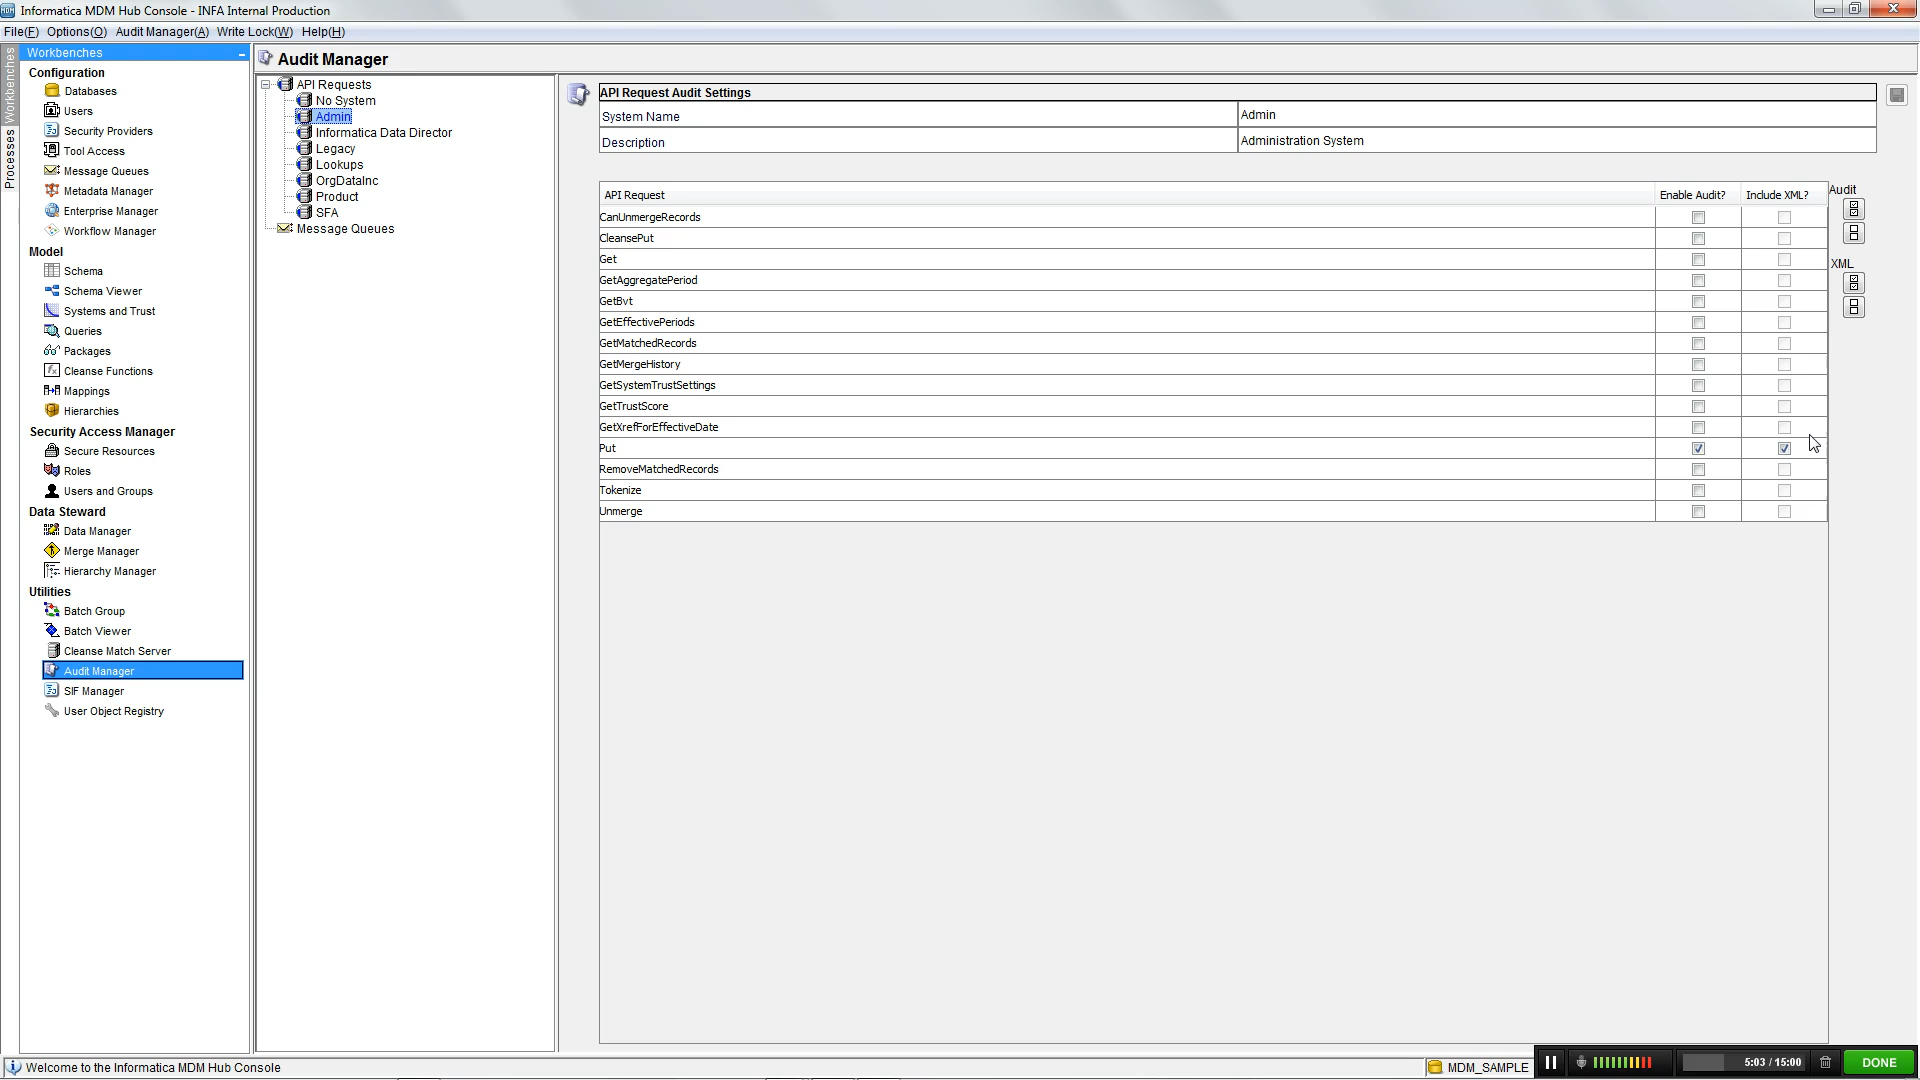 Informatica MDM Hub Console - INFA Internal Production
File(F) Options(O) Audit Manager(A) Write Lock(W) Help(H)
Workbenches
Processes
Workbenches
Configuration
Databases
Users
Security Providers
Tool Access
Message Queues
Metadata Manager
Enterprise Manager
Workflow Manager
Model
Schema
Schema Viewer
Systems and Trust
Queries
Packages
Cleanse Functions
Mappings
Hierarchies
Security Access Manager
Secure Resources
Roles
Users and Groups
Data Steward
Data Manager
Merge Manager
Hierarchy Manager
Utilities
Batch Group
Batch Viewer
Cleanse Match Server
Audit Manager
SIF Manager
User Object Registry
Audit Manager
API Requests
No System
Admin
Informatica Data Director
Legacy
Lookups
OrgDataInc
Product
SFA
Message Queues
API Request Audit Settings
System Name Admin
Description Administration System
API Request Enable Audit? Include XML?
CanUnmergeRecords
CleansePut
Get
GetAggregatePeriod
GetBvt
GetEffectivePeriods
GetMatchedRecords
GetMergeHistory
GetSystemTrustSettings
GetTrustScore
GetXrefForEffectiveDate
Put
RemoveMatchedRecords
Tokenize
Unmerge
Audit
XML
Welcome to the Informatica MDM Hub Console
MDM_SAMPLE
5:03 / 15:00
DONE